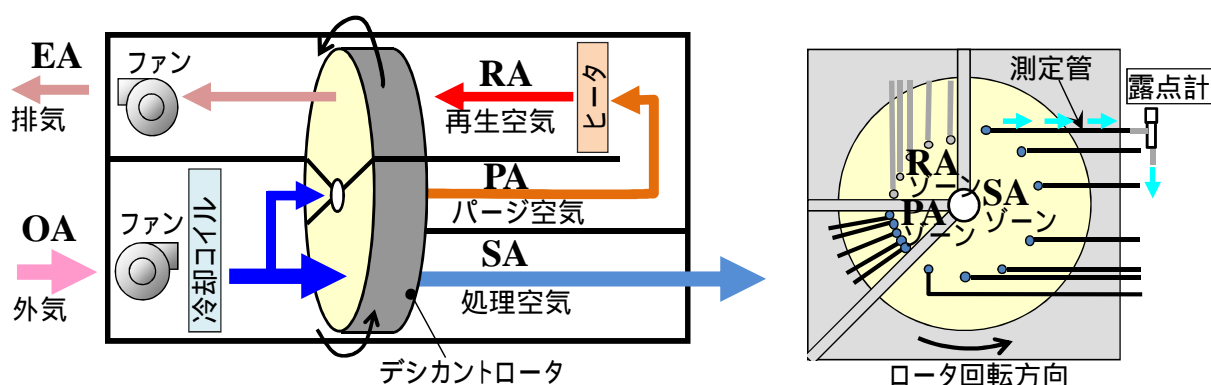 EA
排気
ファン
RA
再生空気
ヒータ
PA
パージ空気
OA
外気
ファン
冷却コイル
SA
処理空気
デシカントロータ
測定管
露点計
RA
ゾーン
PA
ゾーン
SA
ゾーン
ロータ回転方向